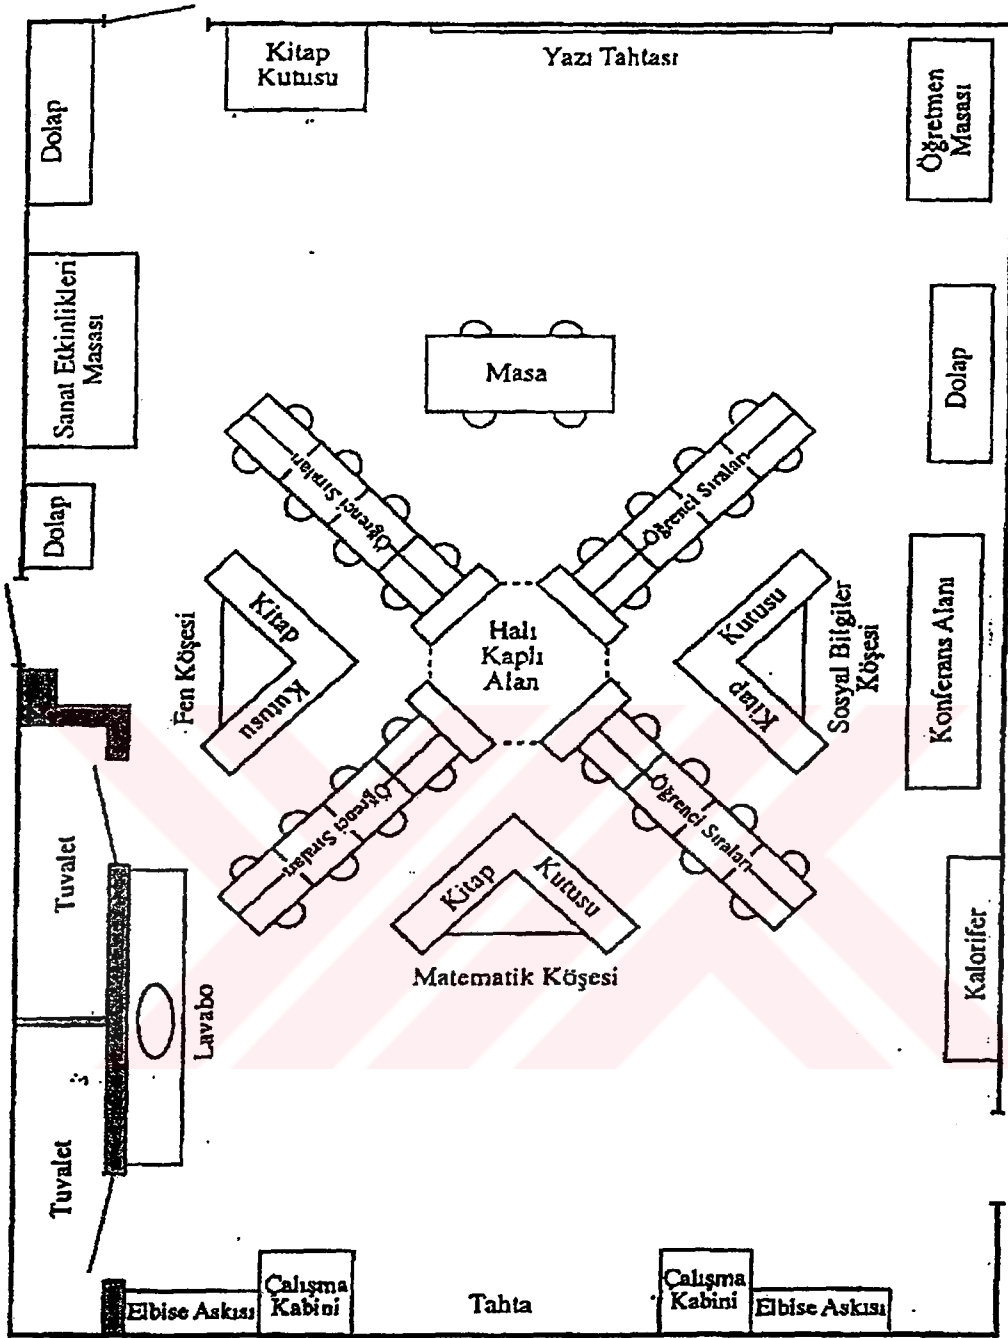 Kitap
Kutusu
Yazı Tahtası
Dolap
Öğretmen
Masası
Sanat Etkinlikleri
Masası
Masa
Dolap
Dolap
Öğrenci Sıraları
Öğrenci Sıraları
Fen Köşesi
Kitap
Kutusu
Halı
Kaplı
Alan
Kutusu
Kitap
Sosyal Bilgiler
Köşesi
Konferans Alanı
Öğrenci Sıraları
Öğrenci Sıraları
Tuvalet
Kitap
Kutusu
Matematik Köşesi
Kalorifer
Lavabo
Tuvalet
Elbise Askısı
Çalışma
Kabini
Tahta
Çalışma
Kabini
Elbise Askısı